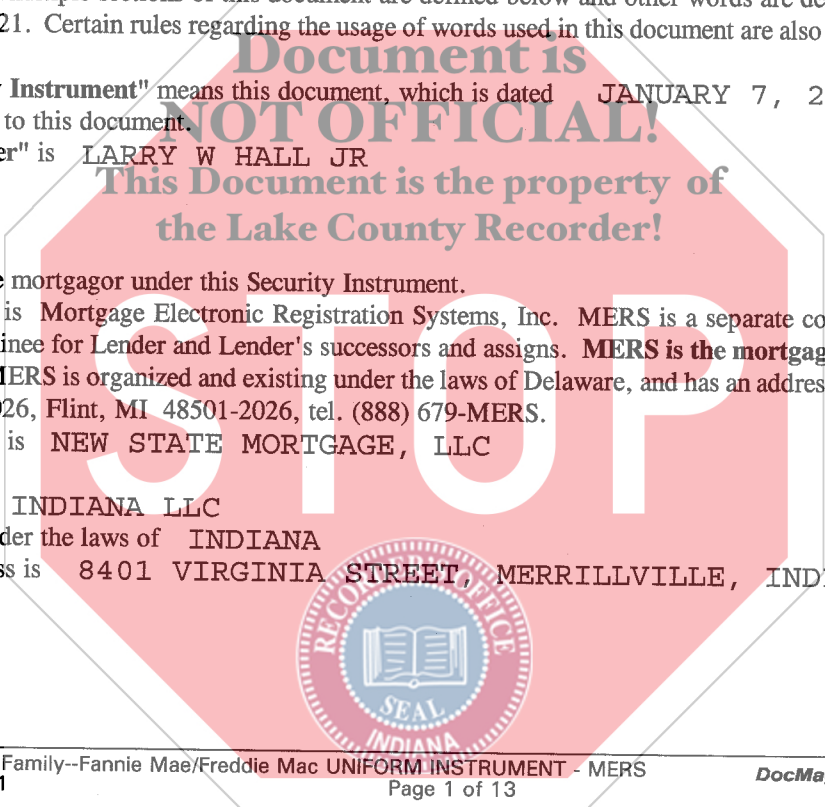 21. Certain rules regarding the usage of words used in this document are also
Document is
Instrument" means this document, which is dated JANUARY 7, 2
to this document.
NOT OFFICIAL!
er" is LARRY W HALL JR
This Document is the property of
the Lake County Recorder!
mortgagor under this Security Instrument.
is Mortgage Electronic Registration Systems, Inc. MERS is a separate co
inee for Lender and Lender's successors and assigns. MERS is the mortgag
MERS is organized and existing under the laws of Delaware, and has an addres
26, Flint, MI 48501-2026, tel. (888) 679-MERS.
STOP
is NEW STATE MORTGAGE, LLC
INDIANA LLC
der the laws of INDIANA
ss is 8401 VIRGINIA STREET, MERRILLVILLE, IND
RECORDER'S OFFICE
SEAL
INDIANA
Family--Fannie Mae/Freddie Mac UNIFORM INSTRUMENT - MERS
DocMa
1
Page 1 of 13